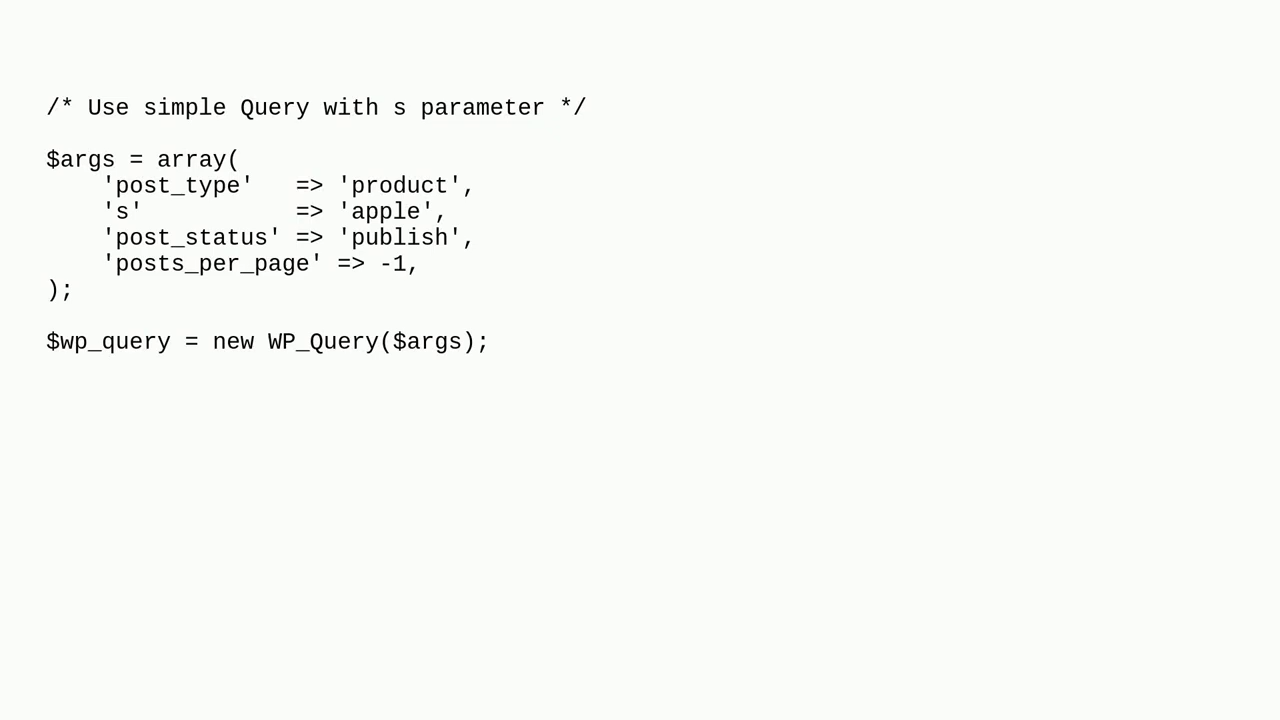 /* Use simple Query with s parameter */
$args = array(
    'post_type'   => 'product',
    's'           => 'apple',
    'post_status' => 'publish',
    'posts_per_page' => -1,
);
$wp_query = new WP_Query($args);